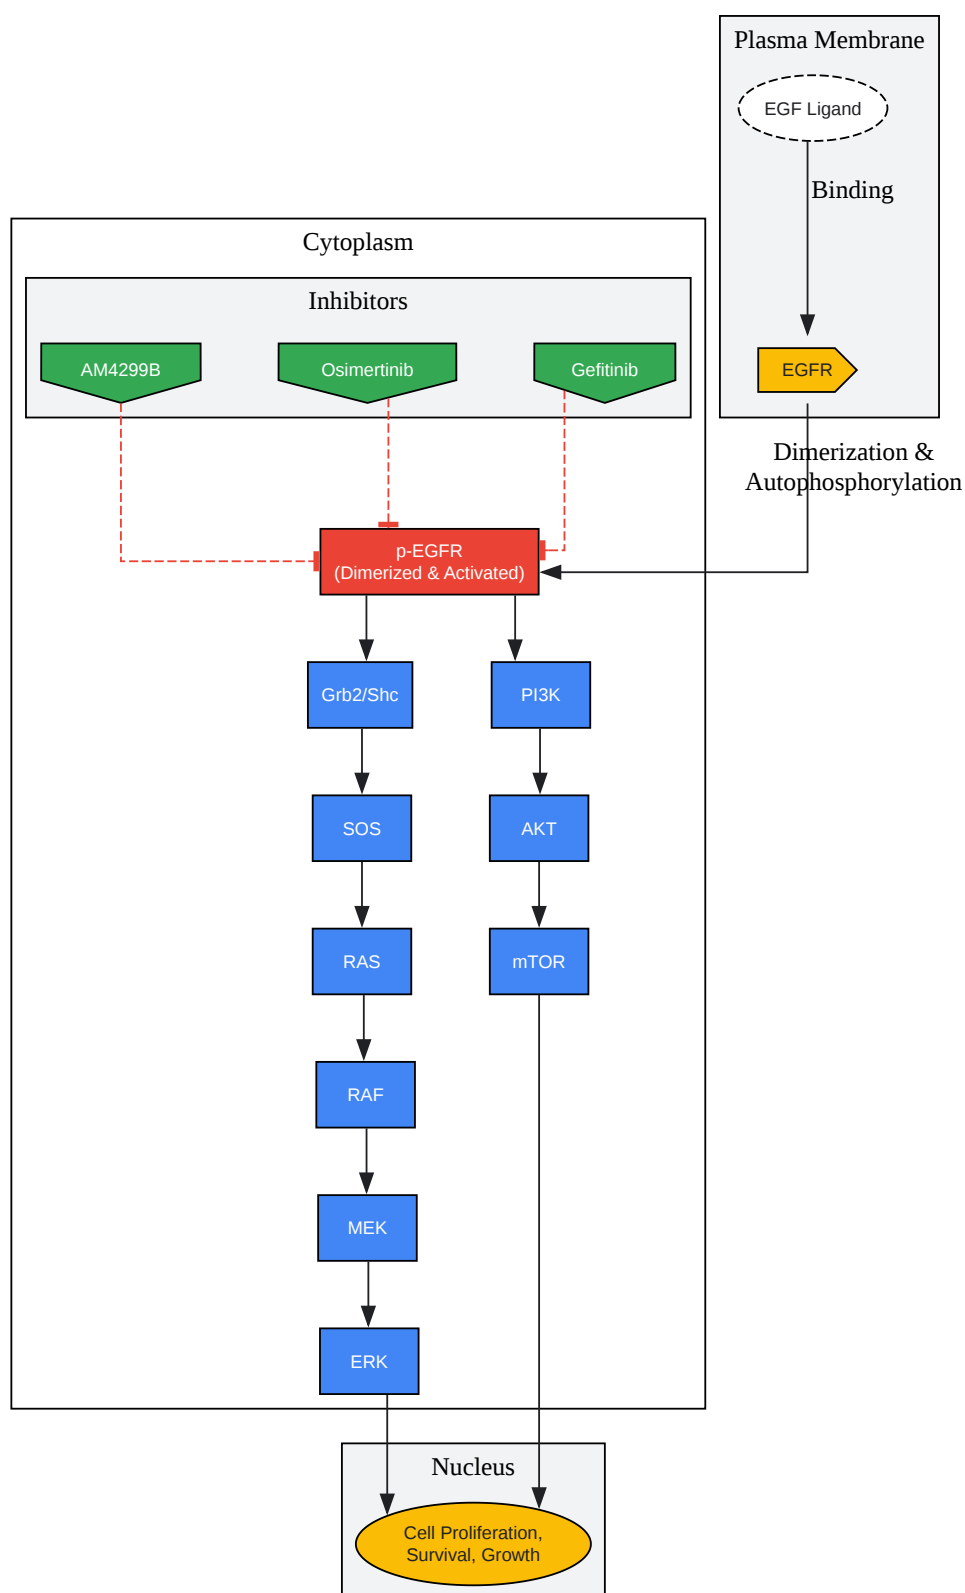 Plasma Membrane
EGF Ligand
Binding
Cytoplasm
Inhibitors
AM4299B
Osimertinib
Gefitinib
EGFR
Dimerization &
Autophosphorylation
p-EGFR
(Dimerized & Activated)
Grb2/Shc
PI3K
SOS
AKT
RAS
mTOR
RAF
MEK
ERK
Nucleus
Cell Proliferation,
Survival, Growth